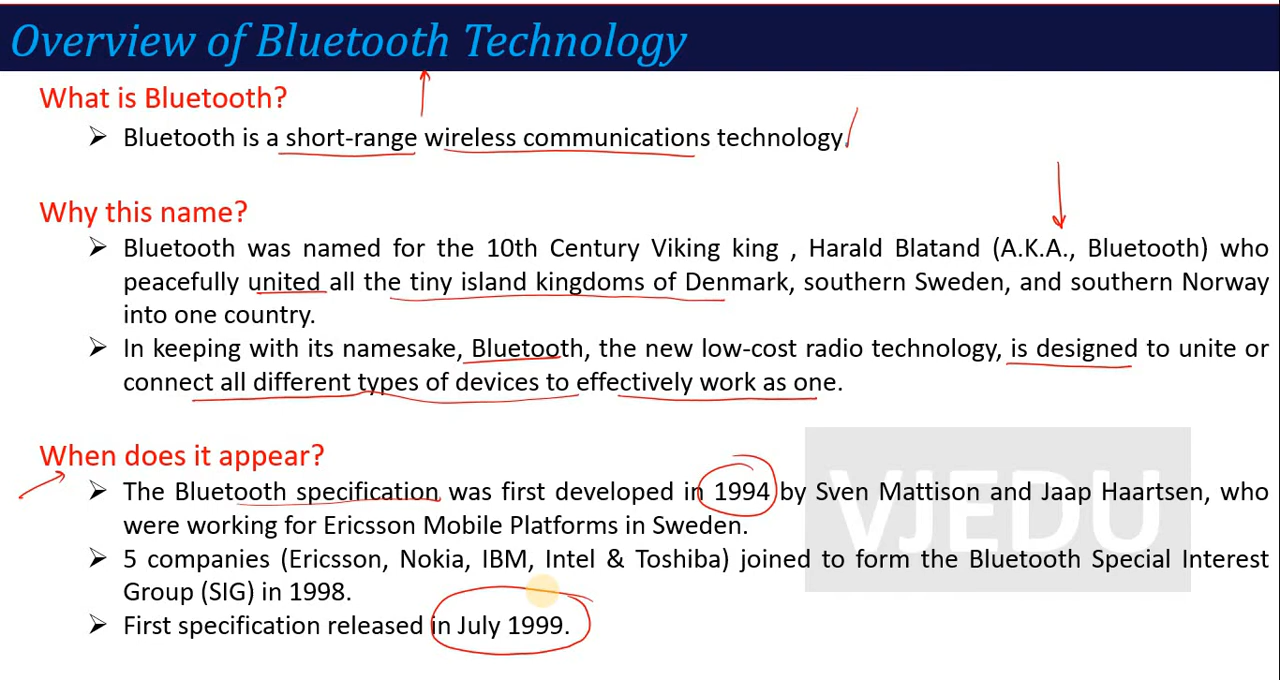 Overview of Bluetooth Technology
What is Bluetooth?
➢ Bluetooth is a short-range wireless communications technology.
Why this name?
➢ Bluetooth was named for the 10th Century Viking king , Harald Blatand (A.K.A., Bluetooth) who
peacefully united all the tiny island kingdoms of Denmark, southern Sweden, and southern Norway
into one country.
➢ In keeping with its namesake, Bluetooth, the new low-cost radio technology, is designed to unite or
connect all different types of devices to effectively work as one.
When does it appear?
➢ The Bluetooth specification was first developed in 1994 by Sven Mattison and Jaap Haartsen, who
were working for Ericsson Mobile Platforms in Sweden.
➢ 5 companies (Ericsson, Nokia, IBM, Intel & Toshiba) joined to form the Bluetooth Special Interest
Group (SIG) in 1998.
➢ First specification released in July 1999.
VJEDU